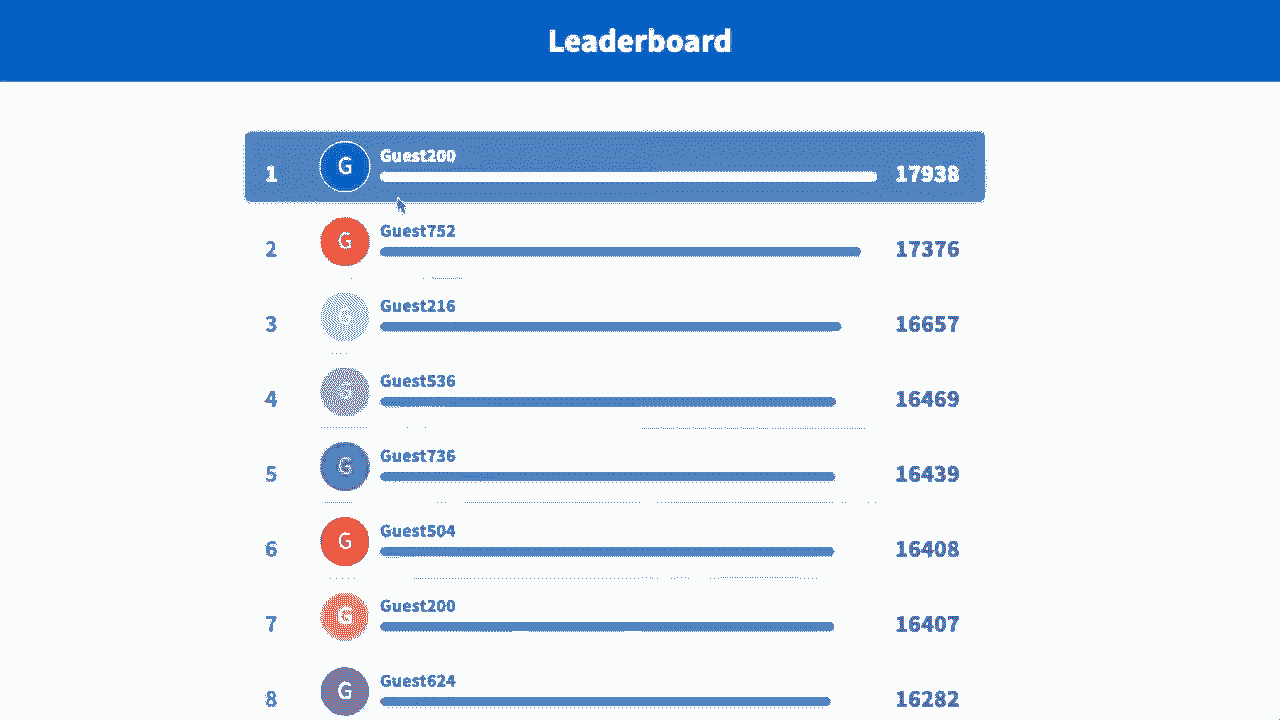 Leaderboard
1 G Guest200 17938
2 G Guest752 17376
3 G Guest216 16657
4 G Guest536 16469
5 G Guest736 16439
6 G Guest504 16408
7 G Guest200 16407
8 G Guest624 16282